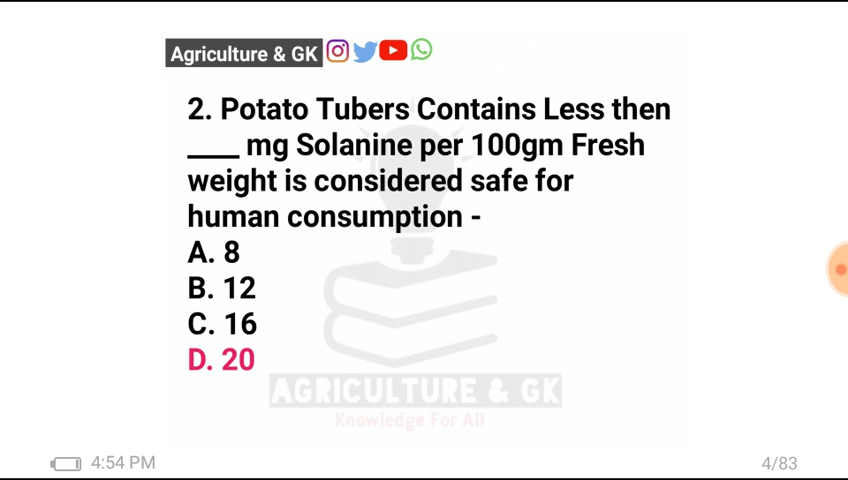 Agriculture & GK
2. Potato Tubers Contains Less then
____ mg Solanine per 100gm Fresh
weight is considered safe for
human consumption -
A. 8
B. 12
C. 16
D. 20
AGRICULTURE & GK
Knowledge For All
4:54 PM
4/83